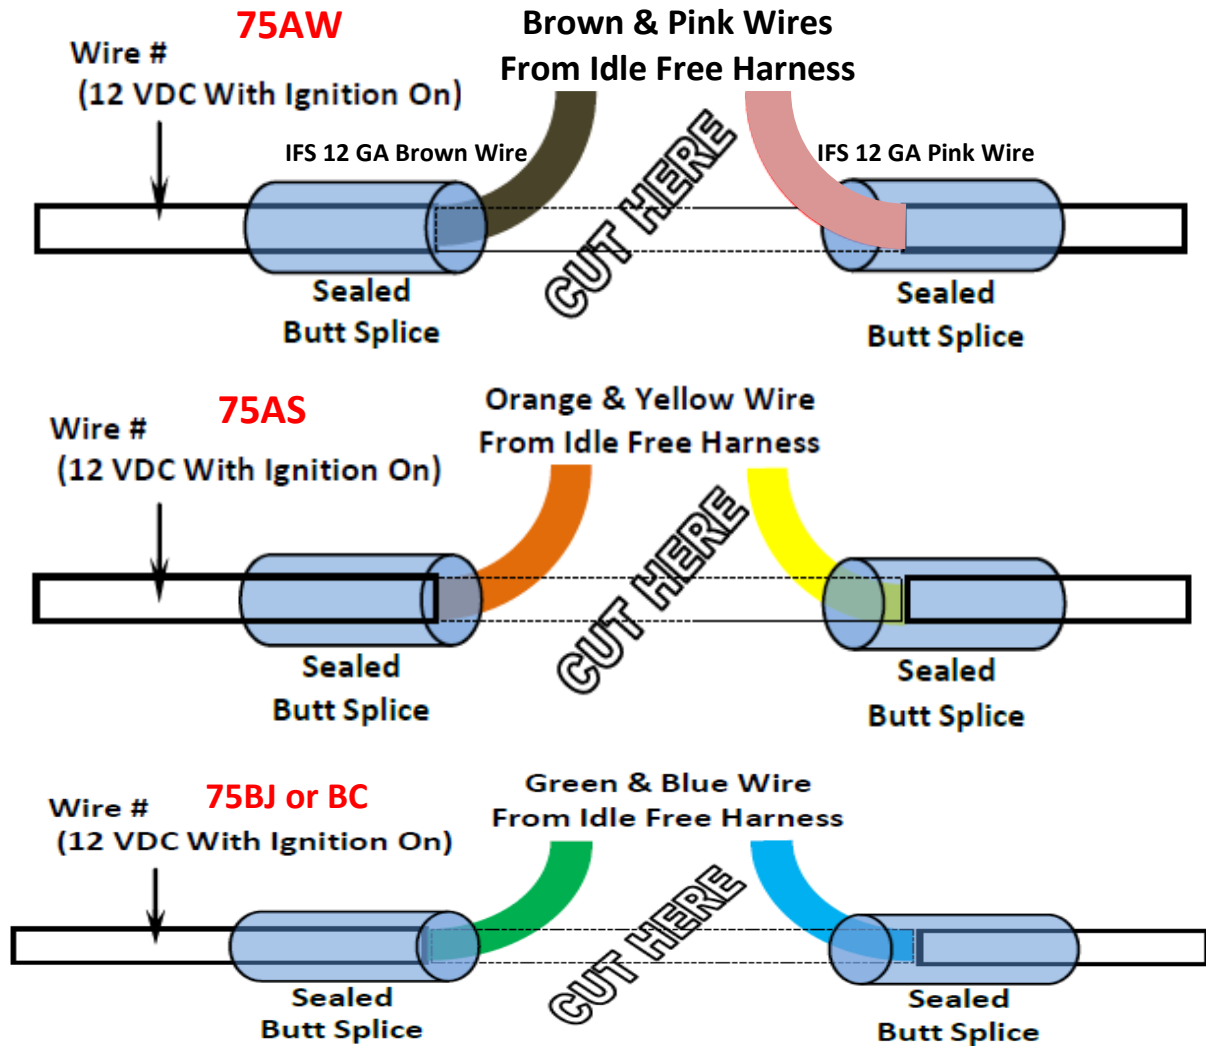 75AW
Brown & Pink Wires
From Idle Free Harness
Wire #
(12 VDC With Ignition On)
IFS 12 GA Brown Wire
IFS 12 GA Pink Wire
CUT HERE
Sealed
Butt Splice
Sealed
Butt Splice
75AS
Orange & Yellow Wire
From Idle Free Harness
Wire #
(12 VDC With Ignition On)
CUT HERE
Sealed
Butt Splice
Sealed
Butt Splice
75BJ or BC
Green & Blue Wire
From Idle Free Harness
Wire #
(12 VDC With Ignition On)
CUT HERE
Sealed
Butt Splice
Sealed
Butt Splice